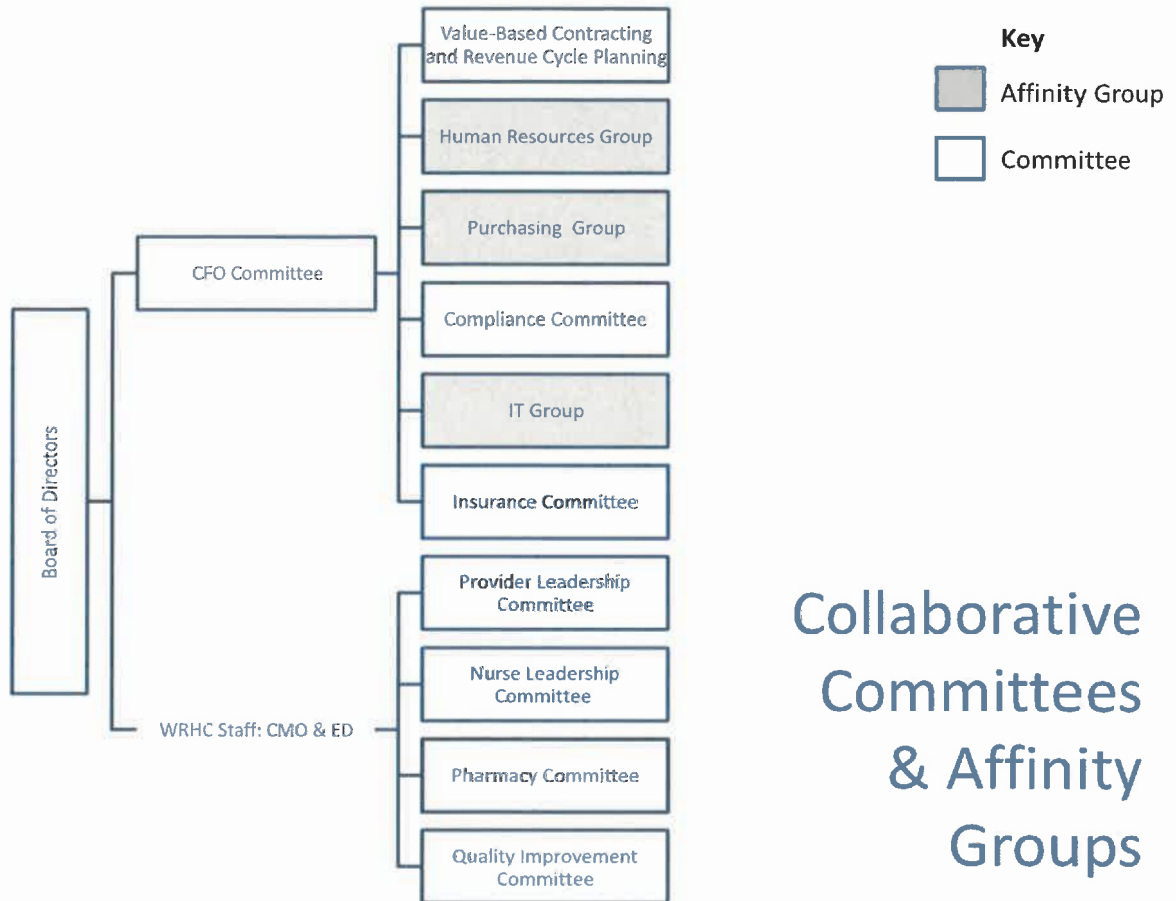 Value-Based Contracting
and Revenue Cycle Planning
Human Resources Group
Purchasing Group
CFO Committee
Compliance Committee
IT Group
Insurance Committee
Board of Directors
Provider Leadership
Committee
Nurse Leadership
Committee
WRHC Staff: CMO & ED
Pharmacy Committee
Quality Improvement
Committee
Key
Affinity Group
Committee
Collaborative
Committees
& Affinity
Groups